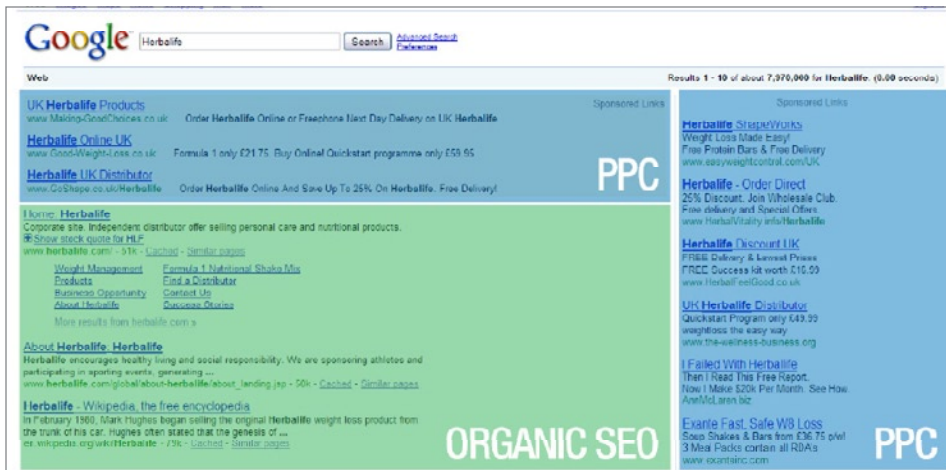 Google
Herbalife
Search
Advanced Search
Preferences
Web
Results 1 - 10 of about 7,970,000 for Herbalife. (0.00 seconds)
UK Herbalife Products
Sponsored Links
www.Making-GoodChoices.co.uk Order Herbalife Online or Freephone Next Day Delivery on UK Herbalife
Herbalife Online UK
www.Good-Weight-Loss.co.uk Formula 1 only £21.75. Buy Online! Quickstart programme only £59.95
Herbalife UK Distributor
www.GoShape.co.uk/Herbalife Order Herbalife Online And Save Up To 25% On Herbalife. Free Delivery!
PPC
Home: Herbalife
Corporate site. Independent distributor offer selling personal care and nutritional products.
Show stock quote for HLF
www.herbalife.com/ - 51k - Cached - Similar pages
Weight Management Formula 1 Nutritional Shake Mix
Products Find a Distributor
Business Opportunity Contact Us
About Herbalife Success Stories
More results from herbalife.com »
About Herbalife: Herbalife
Herbalife encourages healthy living and social responsibility. We are sponsoring athletes and
participating in sporting events, generating ...
www.herbalife.com/global/about-herbalife/about_landing.jsp - 50k - Cached - Similar pages
Herbalife - Wikipedia, the free encyclopedia
In February 1980, Mark Hughes began selling the original Herbalife weight loss product from
the trunk of his car. Hughes often stated that the genesis of ...
en.wikipedia.org/wiki/Herbalife - 79k - Cached - Similar pages
ORGANIC SEO
Sponsored Links
Herbalife ShapeWorks
Weight Loss Made Easy!
Free Protein Bars & Free Delivery
www.easyweightcontrol.com/UK
Herbalife - Order Direct
25% Discount. Join Wholesale Club.
Free delivery and Special Offers.
www.HerbalVitality.info/Herbalife
Herbalife Discount UK
FREE Delivery & Lowest Prices
FREE Success kit worth £16.99
www.HerbalFeelGood.co.uk
UK Herbalife Distributor
Quickstart Program only £49.99
weightloss the easy way
www.the-wellness-business.org
I Failed With Herbalife
Then I Read This Free Report.
Now I Make $20k Per Month. See How.
AnnMcLaren.biz
Exante Fast, Safe W8 Loss
Soup Shakes & Bars from £36.75 p/w!
3 Meal Packs contain all RDA's
www.exanteinc.com
PPC